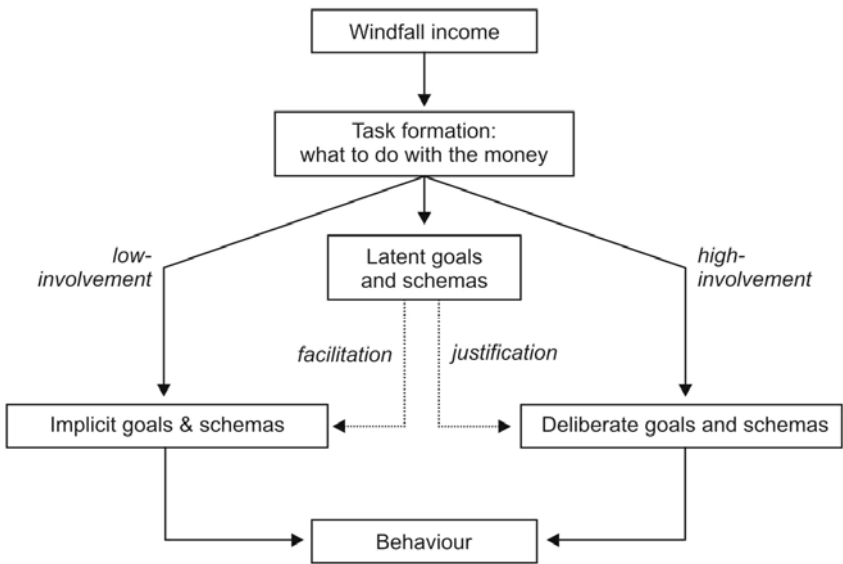 Windfall income
Task formation:
what to do with the money
low-
involvement
Latent goals
and schemas
high-
involvement
facilitation
justification
Implicit goals & schemas
Deliberate goals and schemas
Behaviour